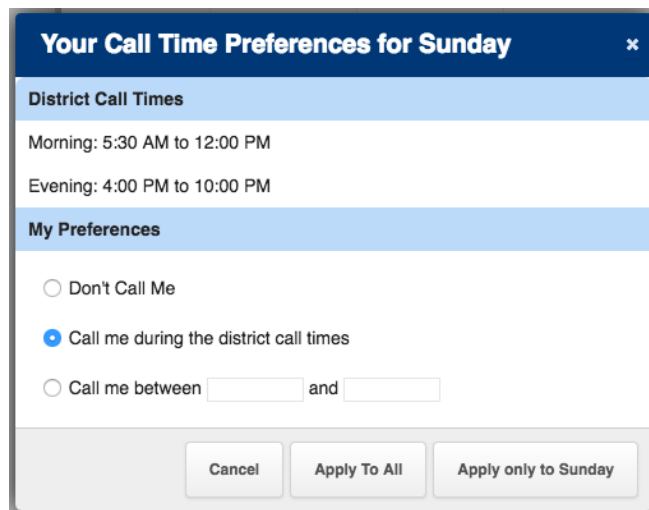 Your Call Time Preferences for Sunday ×
District Call Times
Morning: 5:30 AM to 12:00 PM
Evening: 4:00 PM to 10:00 PM
My Preferences
Don't Call Me
Call me during the district call times
Call me between and
Cancel Apply To All Apply only to Sunday